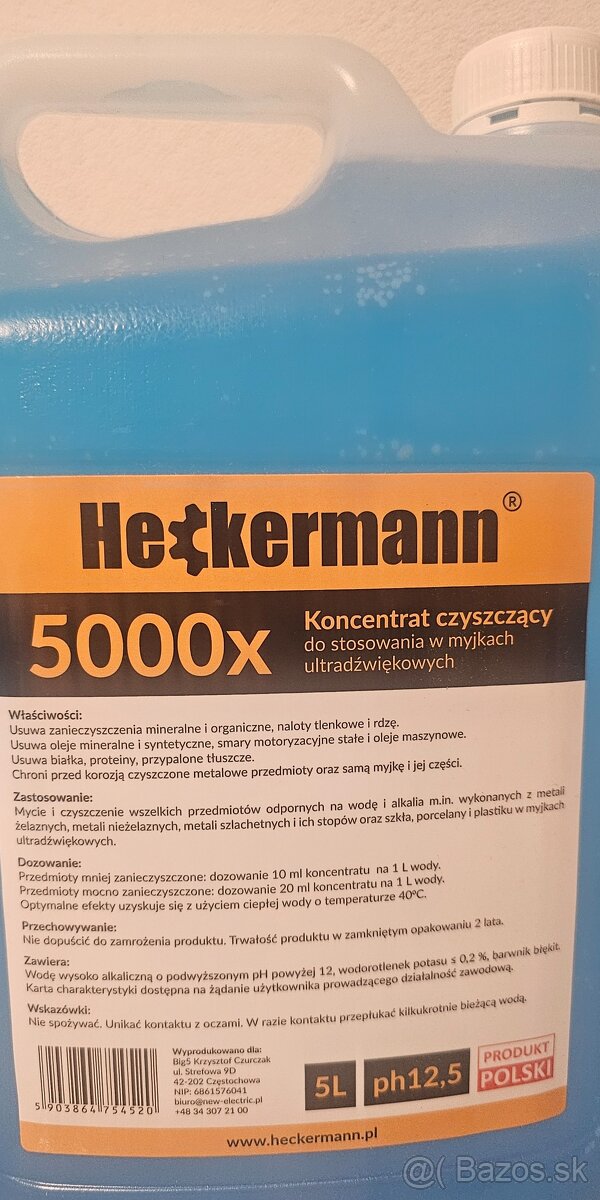 Heckermann®
5000x
Koncentrat czyszczący
do stosowania w myjkach
ultradźwiękowych
Właściwości:
Usuwa zanieczyszczenia mineralne i organiczne, naloty tlenkowe i rdzę.
Usuwa oleje mineralne i syntetyczne, smary motoryzacyjne stałe i oleje maszynowe.
Usuwa białka, proteiny, przypalone tłuszcze.
Chroni przed korozją czyszczone metalowe przedmioty oraz samą myjkę i jej części.
Zastosowanie:
Mycie i czyszczenie wszelkich przedmiotów odpornych na wodę i alkalia m.in. wykonanych z metali
żelaznych, metali nieżelaznych, metali szlachetnych i ich stopów oraz szkła, porcelany i plastiku w myjkach
ultradźwiękowych.
Dozowanie:
Przedmioty mniej zanieczyszczone: dozowanie 10 ml koncentratu na 1 L wody.
Przedmioty mocno zanieczyszczone: dozowanie 20 ml koncentratu na 1 L wody.
Optymalne efekty uzyskuje się z użyciem ciepłej wody o temperaturze 40°C.
Przechowywanie:
Nie dopuścić do zamrożenia produktu. Trwałość produktu w zamkniętym opakowaniu 2 lata.
Zawiera:
Wodę wysoko alkaliczną o podwyższonym pH powyżej 12, wodorotlenek potasu ≤ 0,2 %, barwnik błękit.
Karta charakterystyki dostępna na żądanie użytkownika prowadzącego działalność zawodową.
Wskazówki:
Nie spożywać. Unikać kontaktu z oczami. W razie kontaktu przepłukać kilkukrotnie bieżącą wodą.
5 903864 754520
Wyprodukowano dla:
Big5 Krzysztof Czurczak
ul. Strefowa 9D
42-202 Częstochowa
NIP: 6861576041
biuro@new-electric.pl
+48 34 307 21 00
5L
ph12,5
PRODUKT
POLSKI
www.heckermann.pl
@( Bazos.sk